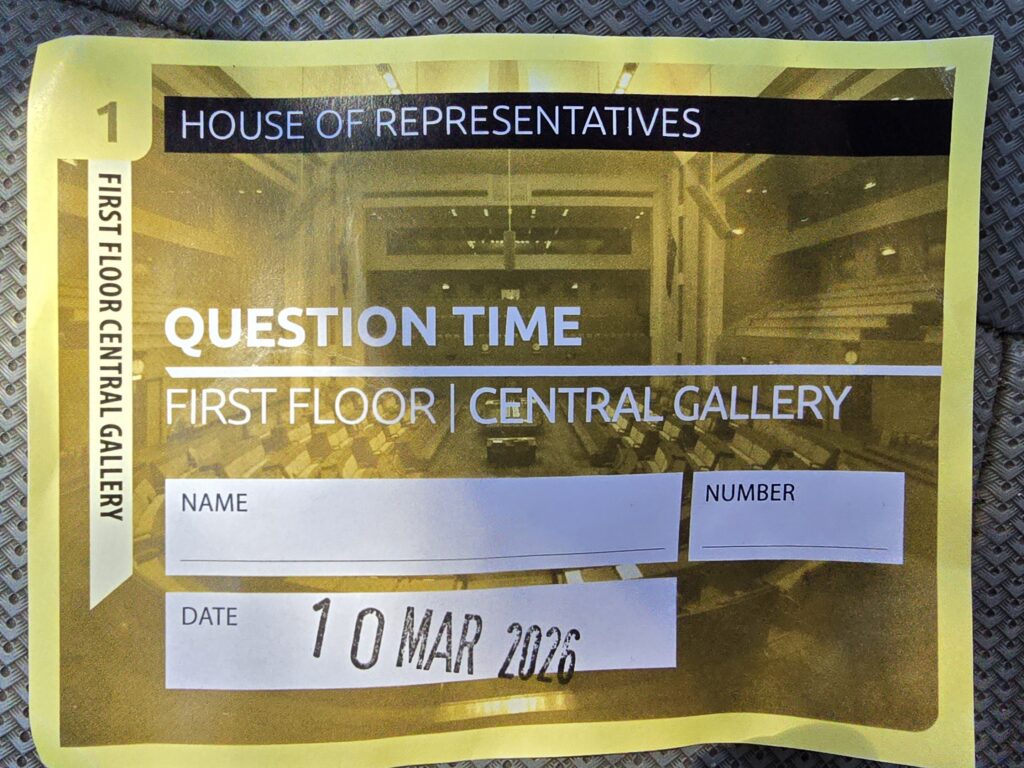 1
HOUSE OF REPRESENTATIVES
FIRST FLOOR CENTRAL GALLERY
QUESTION TIME
FIRST FLOOR | CENTRAL GALLERY
NAME
NUMBER
DATE 10 MAR 2026